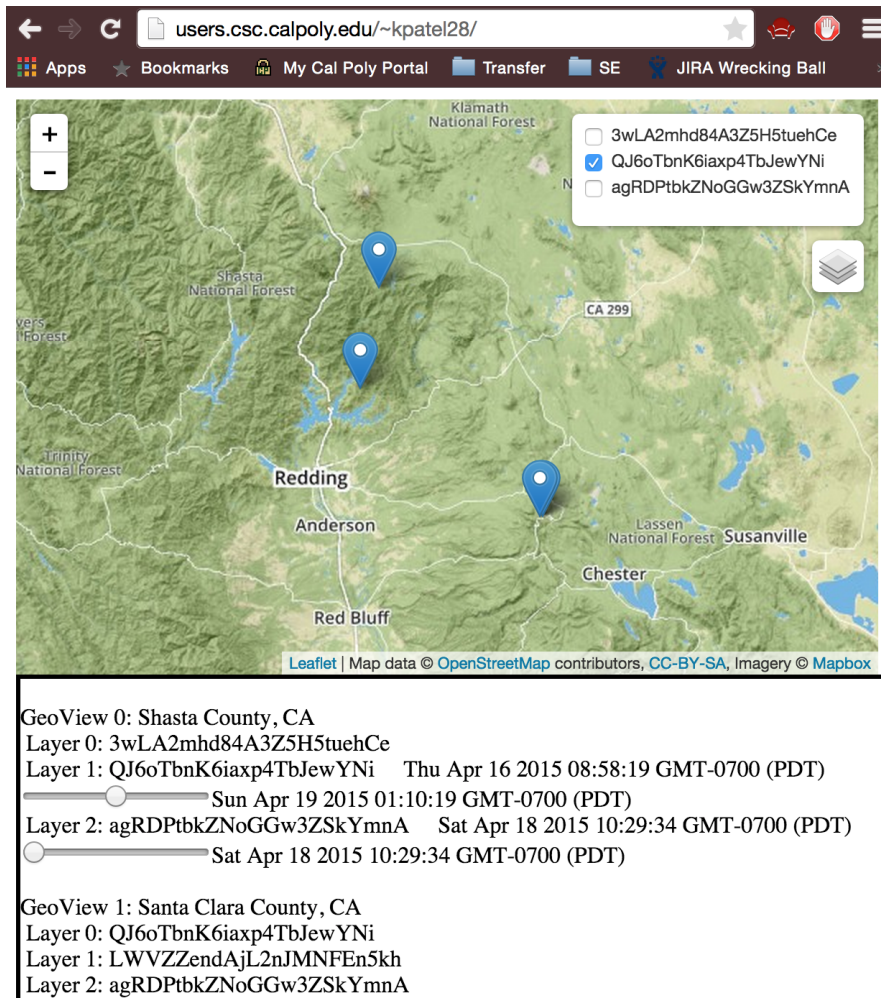 users.csc.calpoly.edu/~kpatel28/
Apps Bookmarks My Cal Poly Portal Transfer SE JIRA Wrecking Ball
Klamath
National Forest
+
-
3wLA2mhd84A3Z5H5tuehCe
QJ6oTbnK6iaxp4TbJewYNi
agRDPtbkZNoGGw3ZSkYmnA
Shasta
National Forest
CA 299
vers
l Forest
Trinity
National Forest
Redding
Anderson
Lassen
National Forest
Susanville
Chester
Red Bluff
Leaflet | Map data © OpenStreetMap contributors, CC-BY-SA, Imagery © Mapbox
GeoView 0: Shasta County, CA
Layer 0: 3wLA2mhd84A3Z5H5tuehCe
Layer 1: QJ6oTbnK6iaxp4TbJewYNi Thu Apr 16 2015 08:58:19 GMT-0700 (PDT)
Sun Apr 19 2015 01:10:19 GMT-0700 (PDT)
Layer 2: agRDPtbkZNoGGw3ZSkYmnA Sat Apr 18 2015 10:29:34 GMT-0700 (PDT)
Sat Apr 18 2015 10:29:34 GMT-0700 (PDT)
GeoView 1: Santa Clara County, CA
Layer 0: QJ6oTbnK6iaxp4TbJewYNi
Layer 1: LWVZZendAjL2nJMNFEn5kh
Layer 2: agRDPtbkZNoGGw3ZSkYmnA